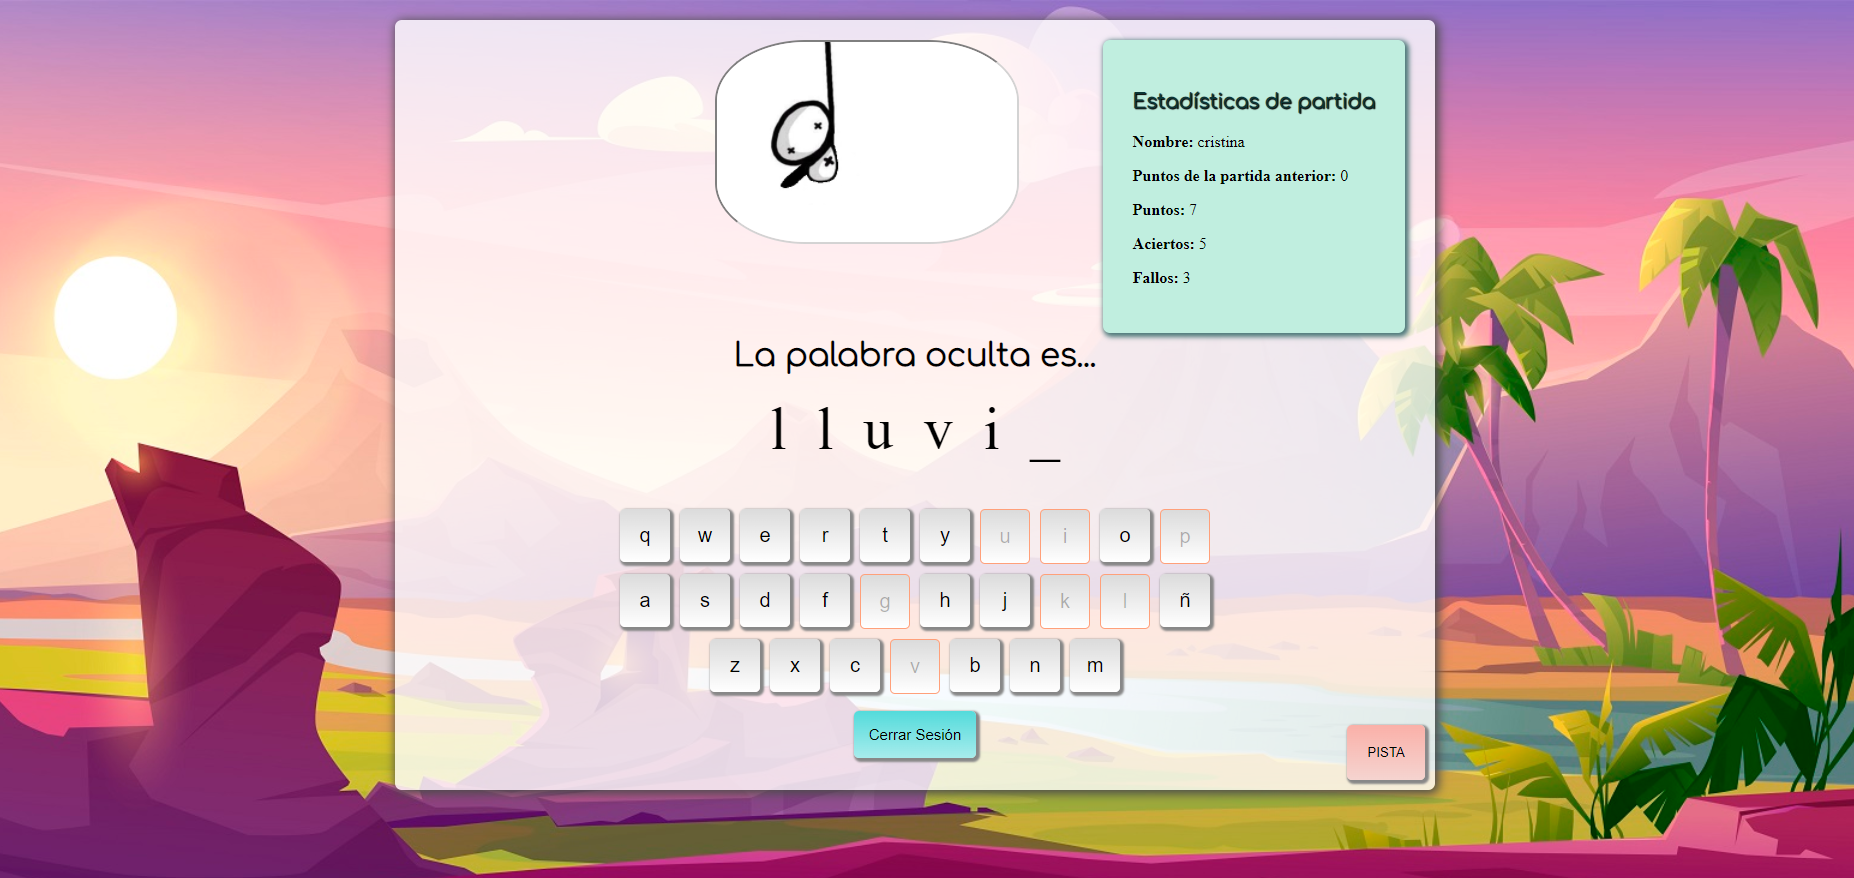 Estadísticas de partida
Nombre: cristina
Puntos de la partida anterior: 0
Puntos: 7
Aciertos: 5
Fallos: 3
La palabra oculta es...
l l u v i _
q w e r t y u i o p
a s d f g h j k l ñ
z x c v b n m
Cerrar Sesión
PISTA